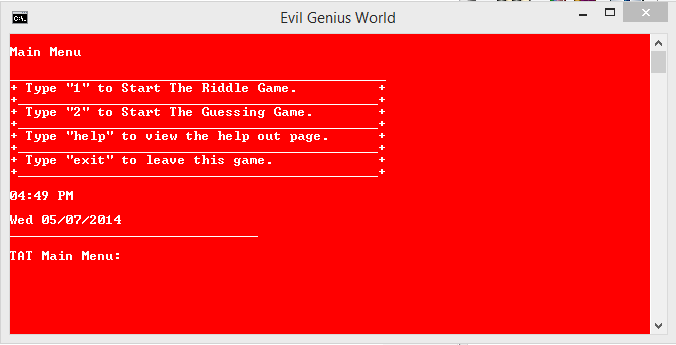 Evil Genius World
C:\.
Main Menu
+ Type "1" to Start The Riddle Game. +
+ +
+ Type "2" to Start The Guessing Game. +
+ +
+ Type "help" to view the help out page. +
+ +
+ Type "exit" to leave this game. +
+ +
04:49 PM
Wed 05/07/2014
TAT Main Menu: